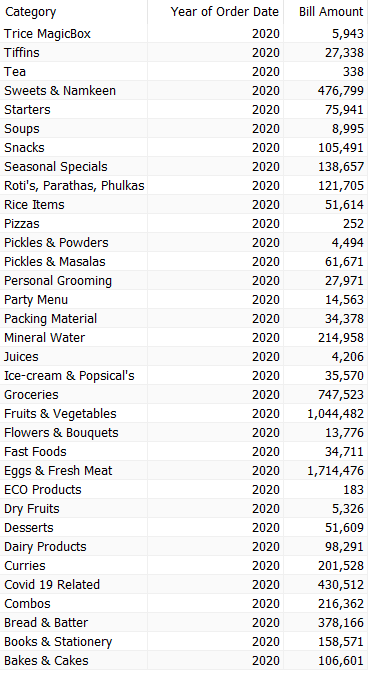 Category Year of Order Date Bill Amount
Trice MagicBox 2020 5,943
Tiffins 2020 27,338
Tea 2020 338
Sweets & Namkeen 2020 476,799
Starters 2020 75,941
Soups 2020 8,995
Snacks 2020 105,491
Seasonal Specials 2020 138,657
Roti's, Parathas, Phulkas 2020 121,705
Rice Items 2020 51,614
Pizzas 2020 252
Pickles & Powders 2020 4,494
Pickles & Masalas 2020 61,671
Personal Grooming 2020 27,971
Party Menu 2020 14,563
Packing Material 2020 34,378
Mineral Water 2020 214,958
Juices 2020 4,206
Ice-cream & Popsical's 2020 35,570
Groceries 2020 747,523
Fruits & Vegetables 2020 1,044,482
Flowers & Bouquets 2020 13,776
Fast Foods 2020 34,711
Eggs & Fresh Meat 2020 1,714,476
ECO Products 2020 183
Dry Fruits 2020 5,326
Desserts 2020 51,609
Dairy Products 2020 98,291
Curries 2020 201,528
Covid 19 Related 2020 430,512
Combos 2020 216,362
Bread & Batter 2020 378,166
Books & Stationery 2020 158,571
Bakes & Cakes 2020 106,601